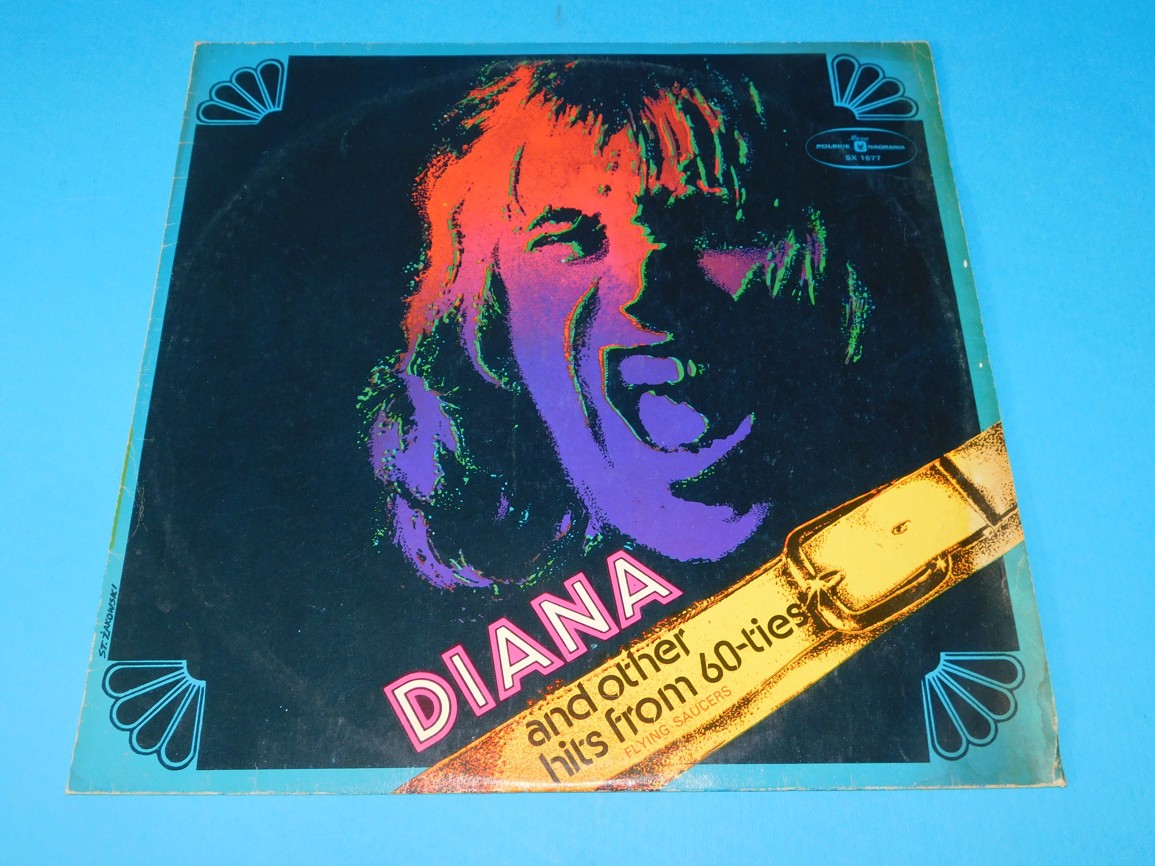 Muza
POLSKIE NAGRANIA
SX 1677
DIANA
and other
hits from 60-ties
FLYING SAUCERS
ST. ŻAKOWSKI